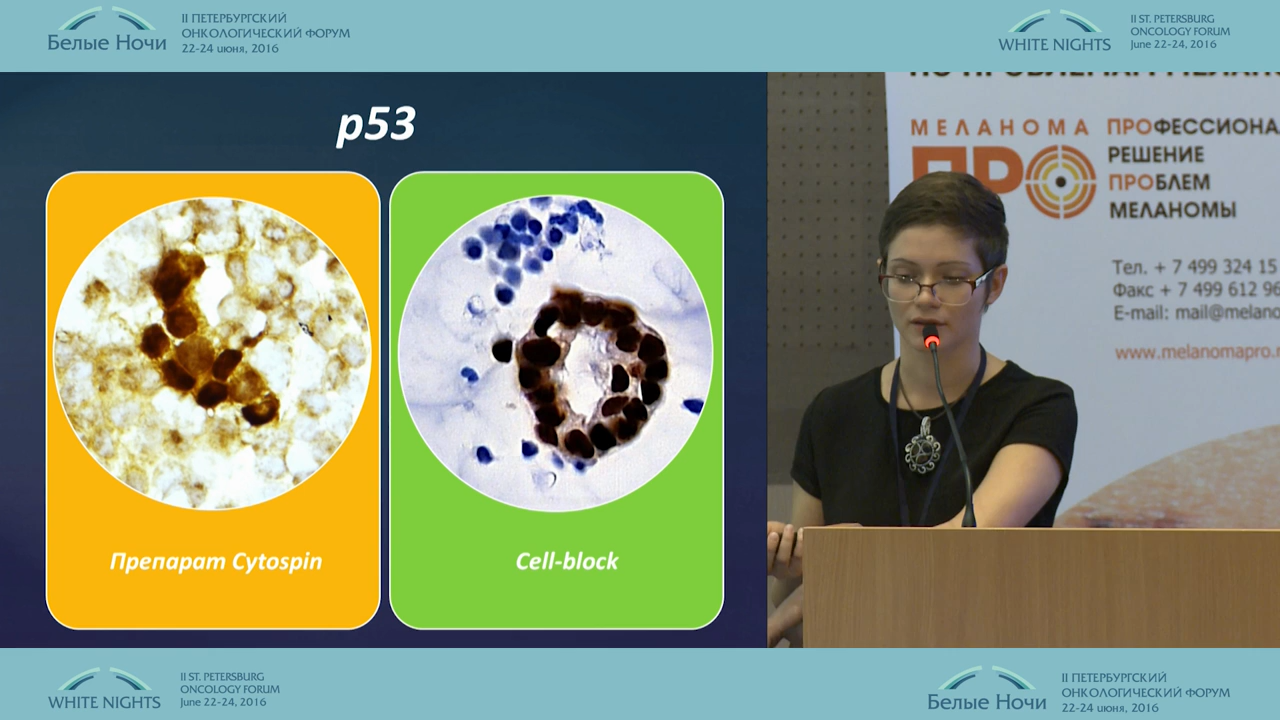 II ПЕТЕРБУРГСКИЙ
ОНКОЛОГИЧЕСКИЙ ФОРУМ
22-24 июня, 2016
Белые Ночи
WHITE NIGHTS
II ST. PETERSBURG
ONCOLOGY FORUM
June 22-24, 2016
p53
Препарат Cytospin
Cell-block
МЕЛАНОМА
ПРО
ПРОФЕССИОНА
РЕШЕНИЕ
ПРОБЛЕМ
МЕЛАНОМЫ
Тел. + 7 499 324 15
Факс + 7 499 612 96
E-mail: mail@melano
www.melanomapro.r
WHITE NIGHTS
II ST. PETERSBURG
ONCOLOGY FORUM
June 22-24, 2016
Белые Ночи
II ПЕТЕРБУРГСКИЙ
ОНКОЛОГИЧЕСКИЙ ФОРУМ
22-24 июня, 2016